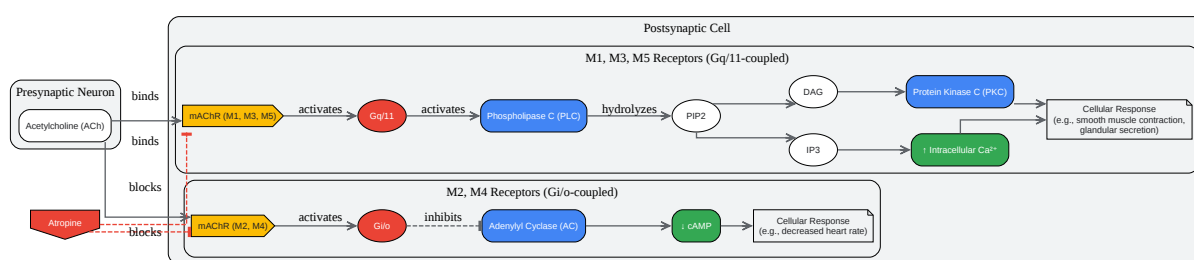 Postsynaptic Cell
M1, M3, M5 Receptors (Gq/11-coupled)
Presynaptic Neuron
Acetylcholine (ACh)
binds
binds
mAChR (M1, M3, M5)
activates
Gq/11
activates
Phospholipase C (PLC)
hydrolyzes
PIP2
DAG
Protein Kinase C (PKC)
IP3
↑ Intracellular Ca²⁺
Cellular Response
(e.g., smooth muscle contraction,
glandular secretion)
M2, M4 Receptors (Gi/o-coupled)
blocks
Atropine
blocks
mAChR (M2, M4)
activates
Gi/o
inhibits
Adenylyl Cyclase (AC)
↓ cAMP
Cellular Response
(e.g., decreased heart rate)